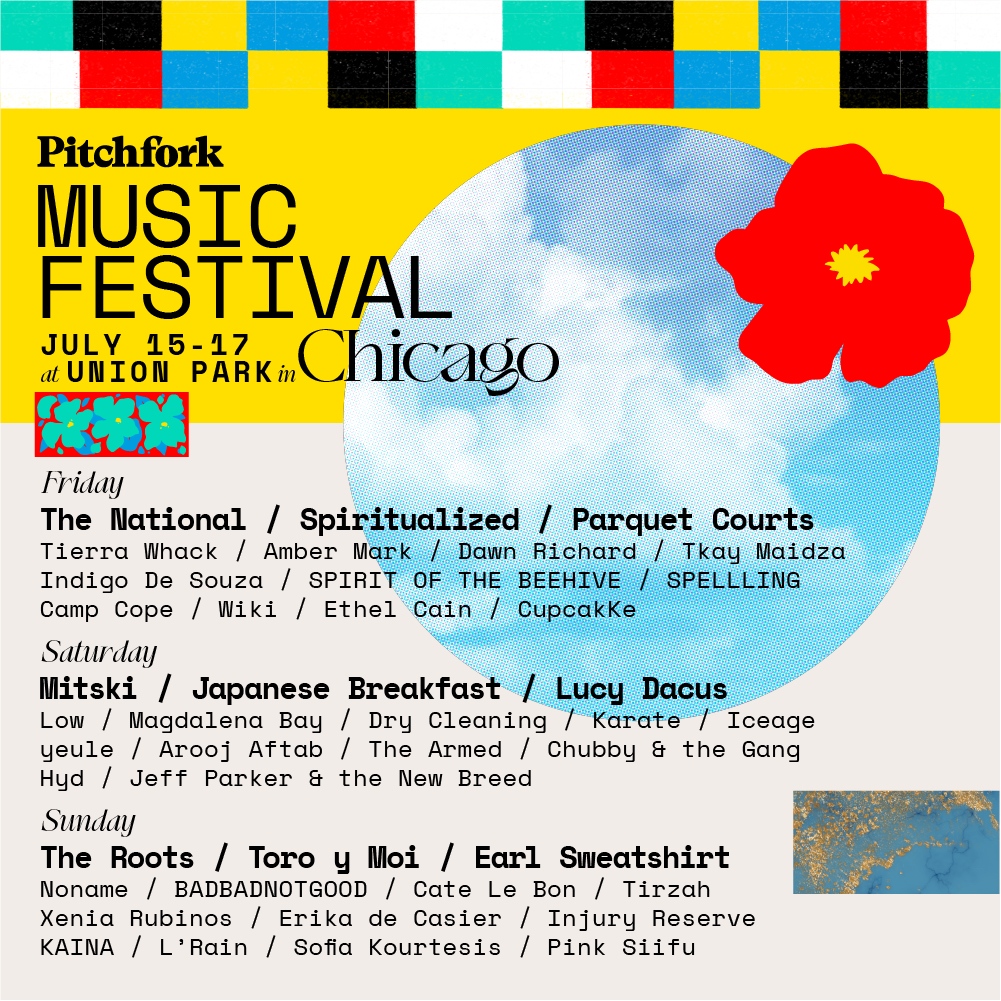 Pitchfork
MUSIC
FESTIVAL
JULY 15-17
at UNION PARK in Chicago
Friday
The National / Spiritualized / Parquet Courts
Tierra Whack / Amber Mark / Dawn Richard / Tkay Maidza
Indigo De Souza / SPIRIT OF THE BEEHIVE / SPELLLING
Camp Cope / Wiki / Ethel Cain / CupcakKe
Saturday
Mitski / Japanese Breakfast / Lucy Dacus
Low / Magdalena Bay / Dry Cleaning / Karate / Iceage
yeule / Arooj Aftab / The Armed / Chubby & the Gang
Hyd / Jeff Parker & the New Breed
Sunday
The Roots / Toro y Moi / Earl Sweatshirt
Noname / BADBADNOTGOOD / Cate Le Bon / Tirzah
Xenia Rubinos / Erika de Casier / Injury Reserve
KAINA / L'Rain / Sofia Kourtesis / Pink Siifu